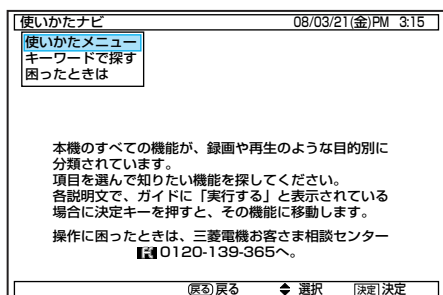 使いかたナビ 08/03/21(金)PM 3:15
使いかたメニュー
キーワードで探す
困ったときは
本機のすべての機能が、録画や再生のような目的別に
分類されています。
項目を選んで知りたい機能を探してください。
各説明文で、ガイドに「実行する」と表示されている
場合に決定キーを押すと、その機能に移動します。
操作に困ったときは、三菱電機お客さま相談センター
0120-139-365へ。
戻る 戻る 選択 決定 決定